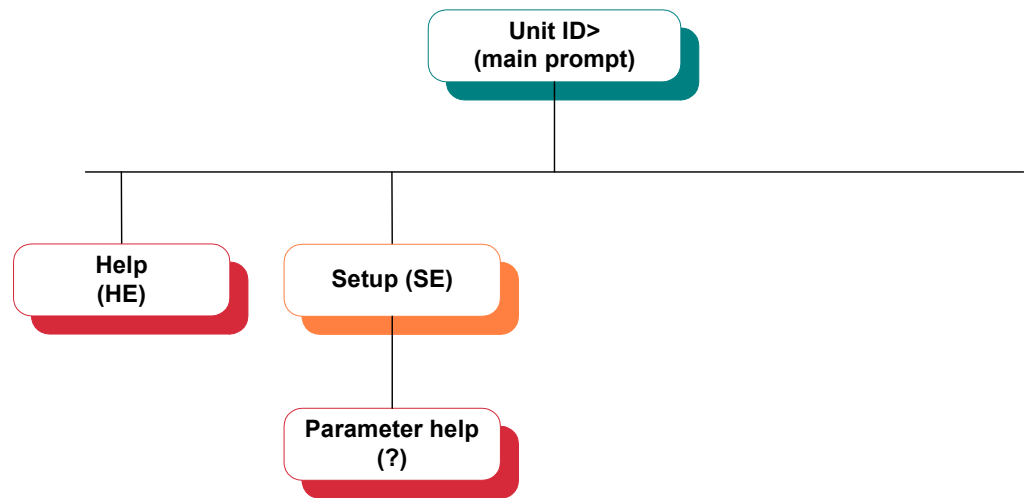 Unit ID>
(main prompt)
Help
(HE)
Setup (SE)
Parameter help
(?)